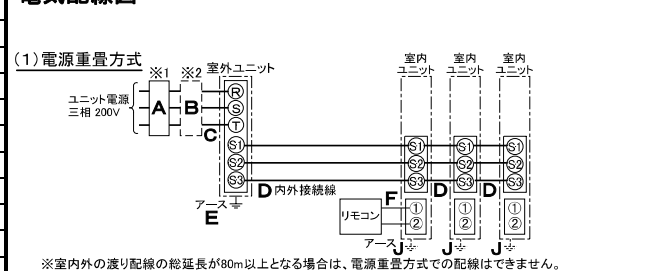 (1)電源重畳方式
※1 ※2 室外ユニット
室内ユニット 室内ユニット 室内ユニット
ユニット電源
三相 200V
A B C
R
S
T
S1 S1 S1 S1
S2 S2 S2 S2
S3 S3 S3 S3
D 内外接続線 D D
アース
E
F
リモコン
① ① ①
② ② ②
アース J J J
※室内外の渡り配線の総延長が80m以上となる場合は、電源重畳方式での配線はできません。